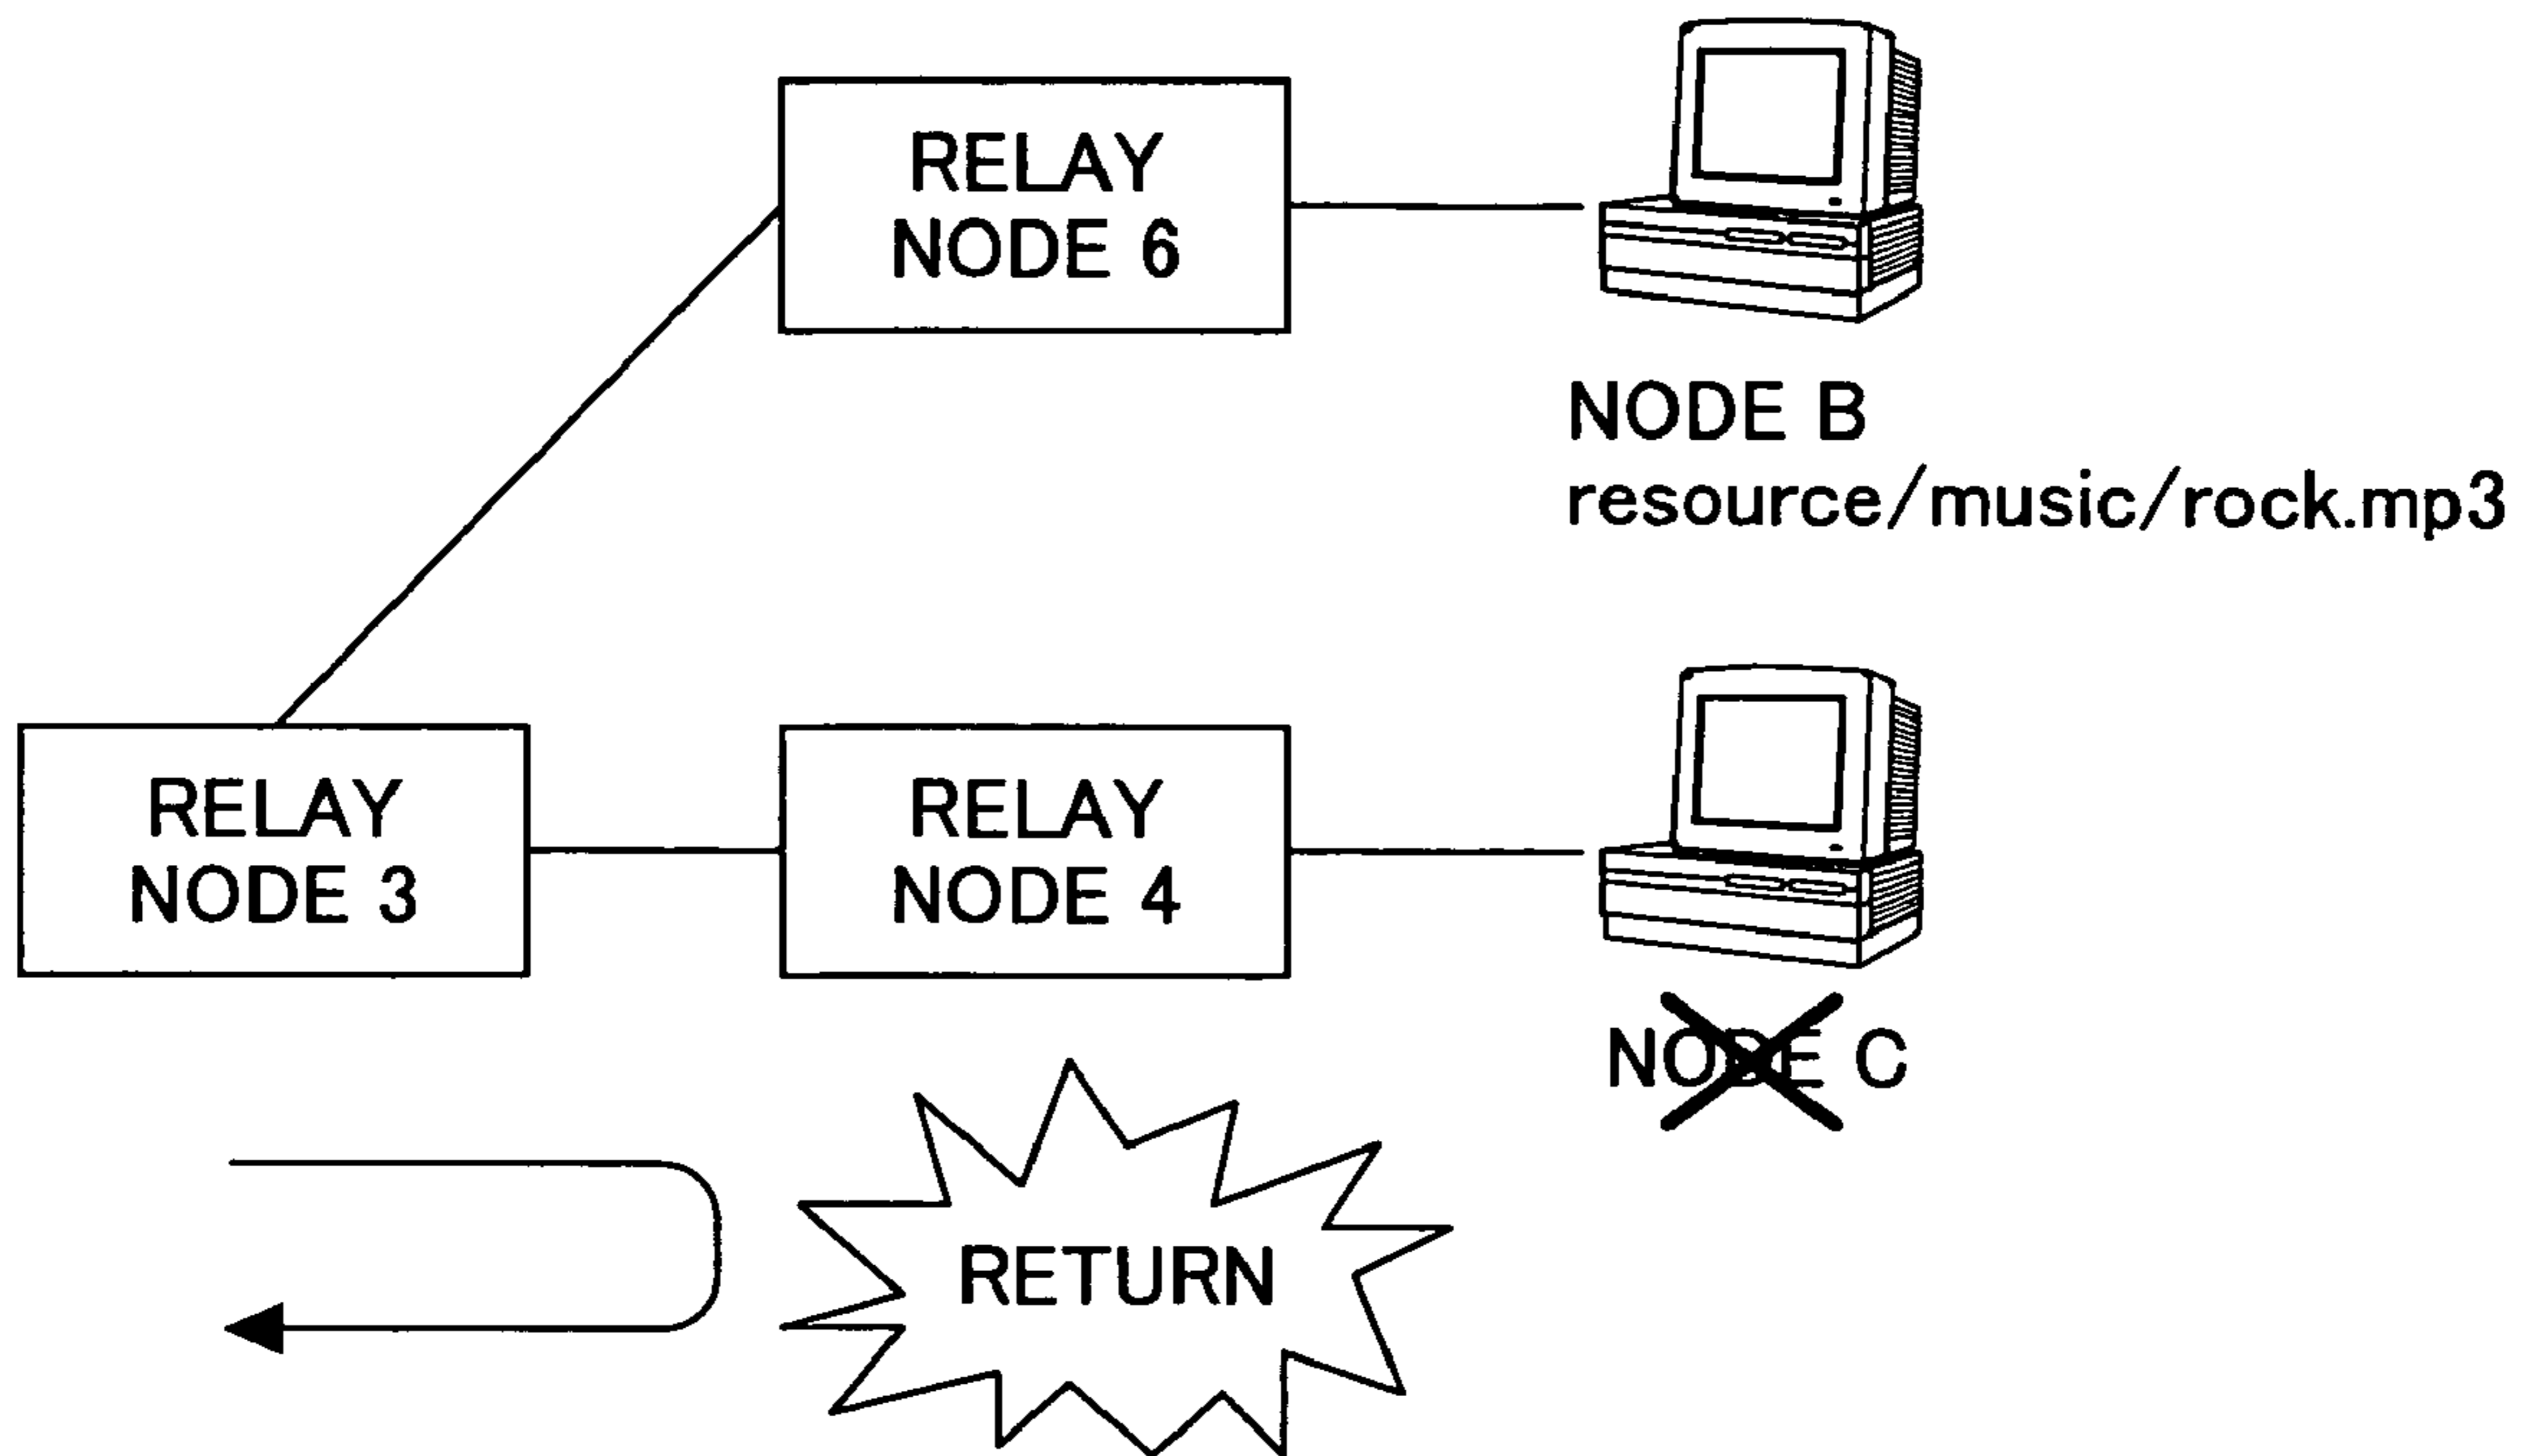 RELAY
NODE 6
NODE B
resource/music/rock.mp3
RELAY
NODE 3
RELAY
NODE 4
NODE C
RETURN